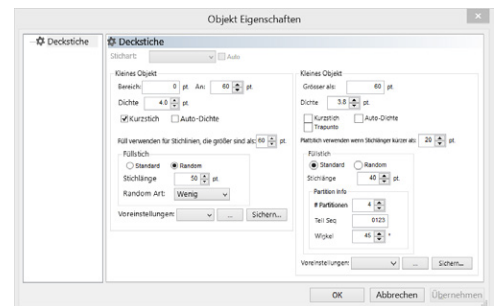 Objekt Eigenschaften
Deckstiche
Deckstiche
Stichart: Auto
Kleines Objekt
Bereich: 0 pt. An: 60 pt.
Dichte 4.0 pt.
Kurzstich Auto-Dichte
Füll verwenden für Stichlinien, die größer sind als: 60 pt.
Füllstich
Standard Random
Stichlänge 50 pt.
Random Art: Wenig
Voreinstellungen: ... Sichern...
Kleines Objekt
Grösser als: 60 pt.
Dichte 3.8 pt.
Kurzstich Auto-Dichte
Trapunto
Plattstich verwenden wenn Stichlänger kürzer als 20 pt.
Füllstich
Standard Random
Stichlänge 40 pt.
Partition Info
# Partitionen 4
Teil Seq 0123
Winkel 45 °
Voreinstellungen: ... Sichern...
OK Abbrechen Übernehmen